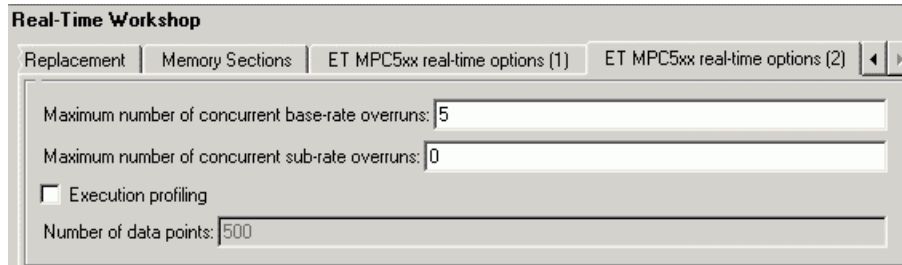 Real-Time Workshop
Replacement Memory Sections ET MPC5xx real-time options (1) ET MPC5xx real-time options (2)
Maximum number of concurrent base-rate overruns: 5
Maximum number of concurrent sub-rate overruns: 0
Execution profiling
Number of data points: 500